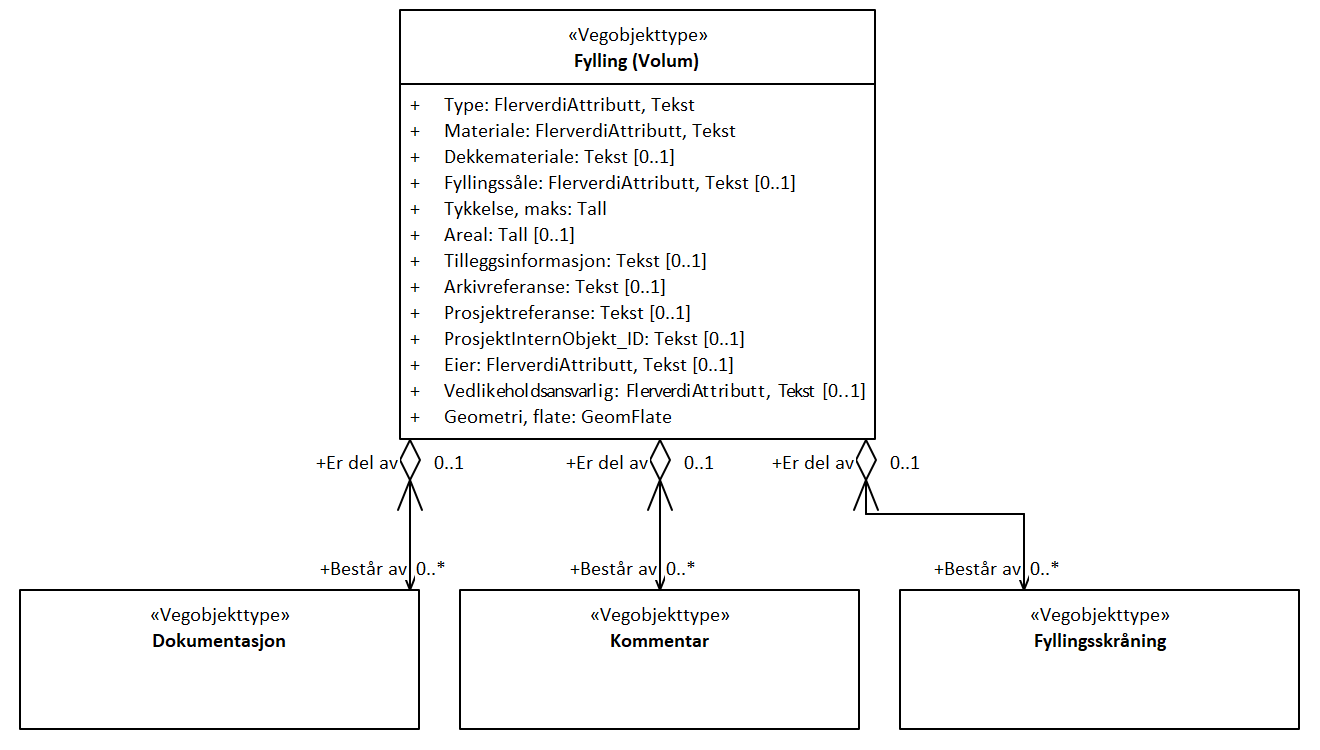 «Vegobjekttype»
Fylling (Volum)
+ Type: FlerverdiAttributt, Tekst
+ Materiale: FlerverdiAttributt, Tekst
+ Dekkemateriale: Tekst [0..1]
+ Fyllingssåle: FlerverdiAttributt, Tekst [0..1]
+ Tykkelse, maks: Tall
+ Areal: Tall [0..1]
+ Tilleggsinformasjon: Tekst [0..1]
+ Arkivreferanse: Tekst [0..1]
+ Prosjektreferanse: Tekst [0..1]
+ ProsjektInternObjekt_ID: Tekst [0..1]
+ Eier: FlerverdiAttributt, Tekst [0..1]
+ Vedlikeholdsansvarlig: FlerverdiAttributt, Tekst [0..1]
+ Geometri, flate: GeomFlate
+Er del av 0..1 +Er del av 0..1 +Er del av 0..1
+Består av 0..* +Består av 0..* +Består av 0..*
«Vegobjekttype» «Vegobjekttype» «Vegobjekttype»
Dokumentasjon Kommentar Fyllingsskråning